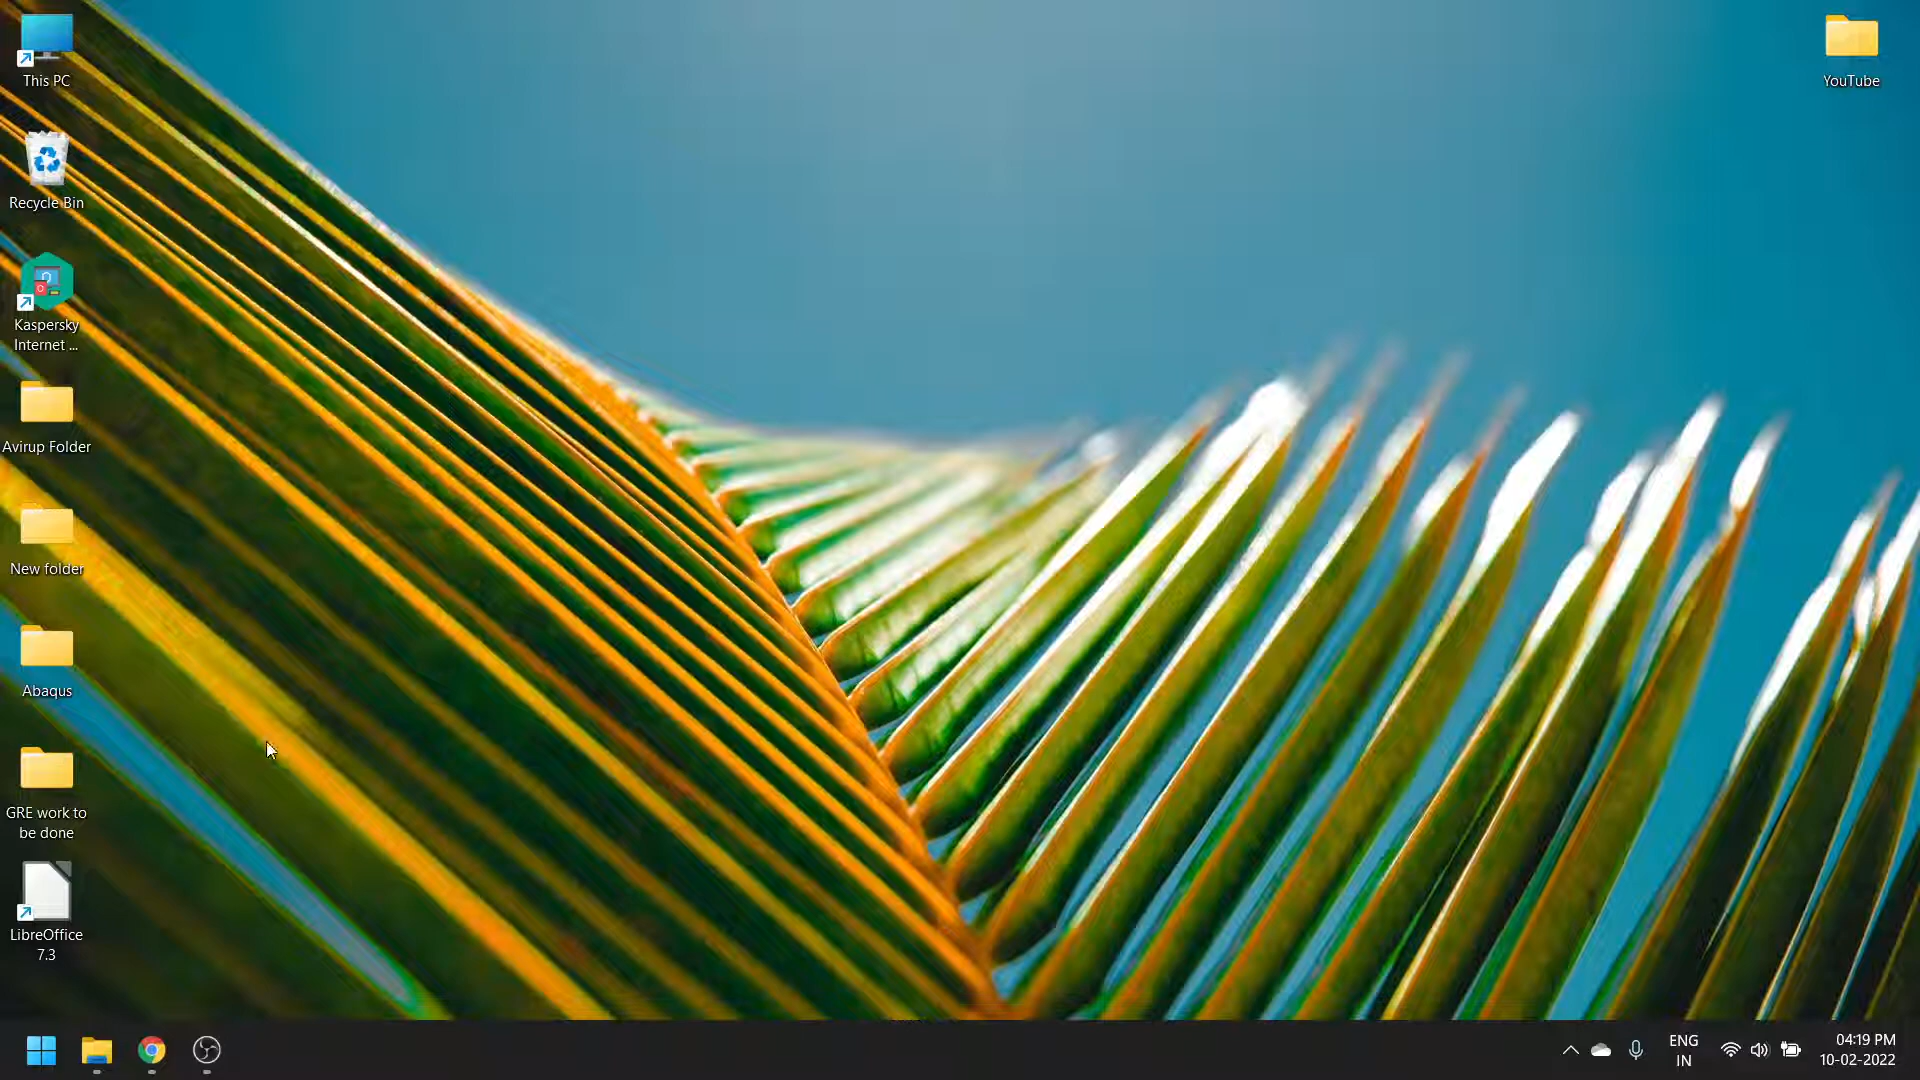 This PC
Recycle Bin
Kaspersky
Internet ...
Avirup Folder
New folder
Abaqus
GRE work to
be done
LibreOffice
7.3
YouTube
ENG
IN
04:19 PM
10-02-2022